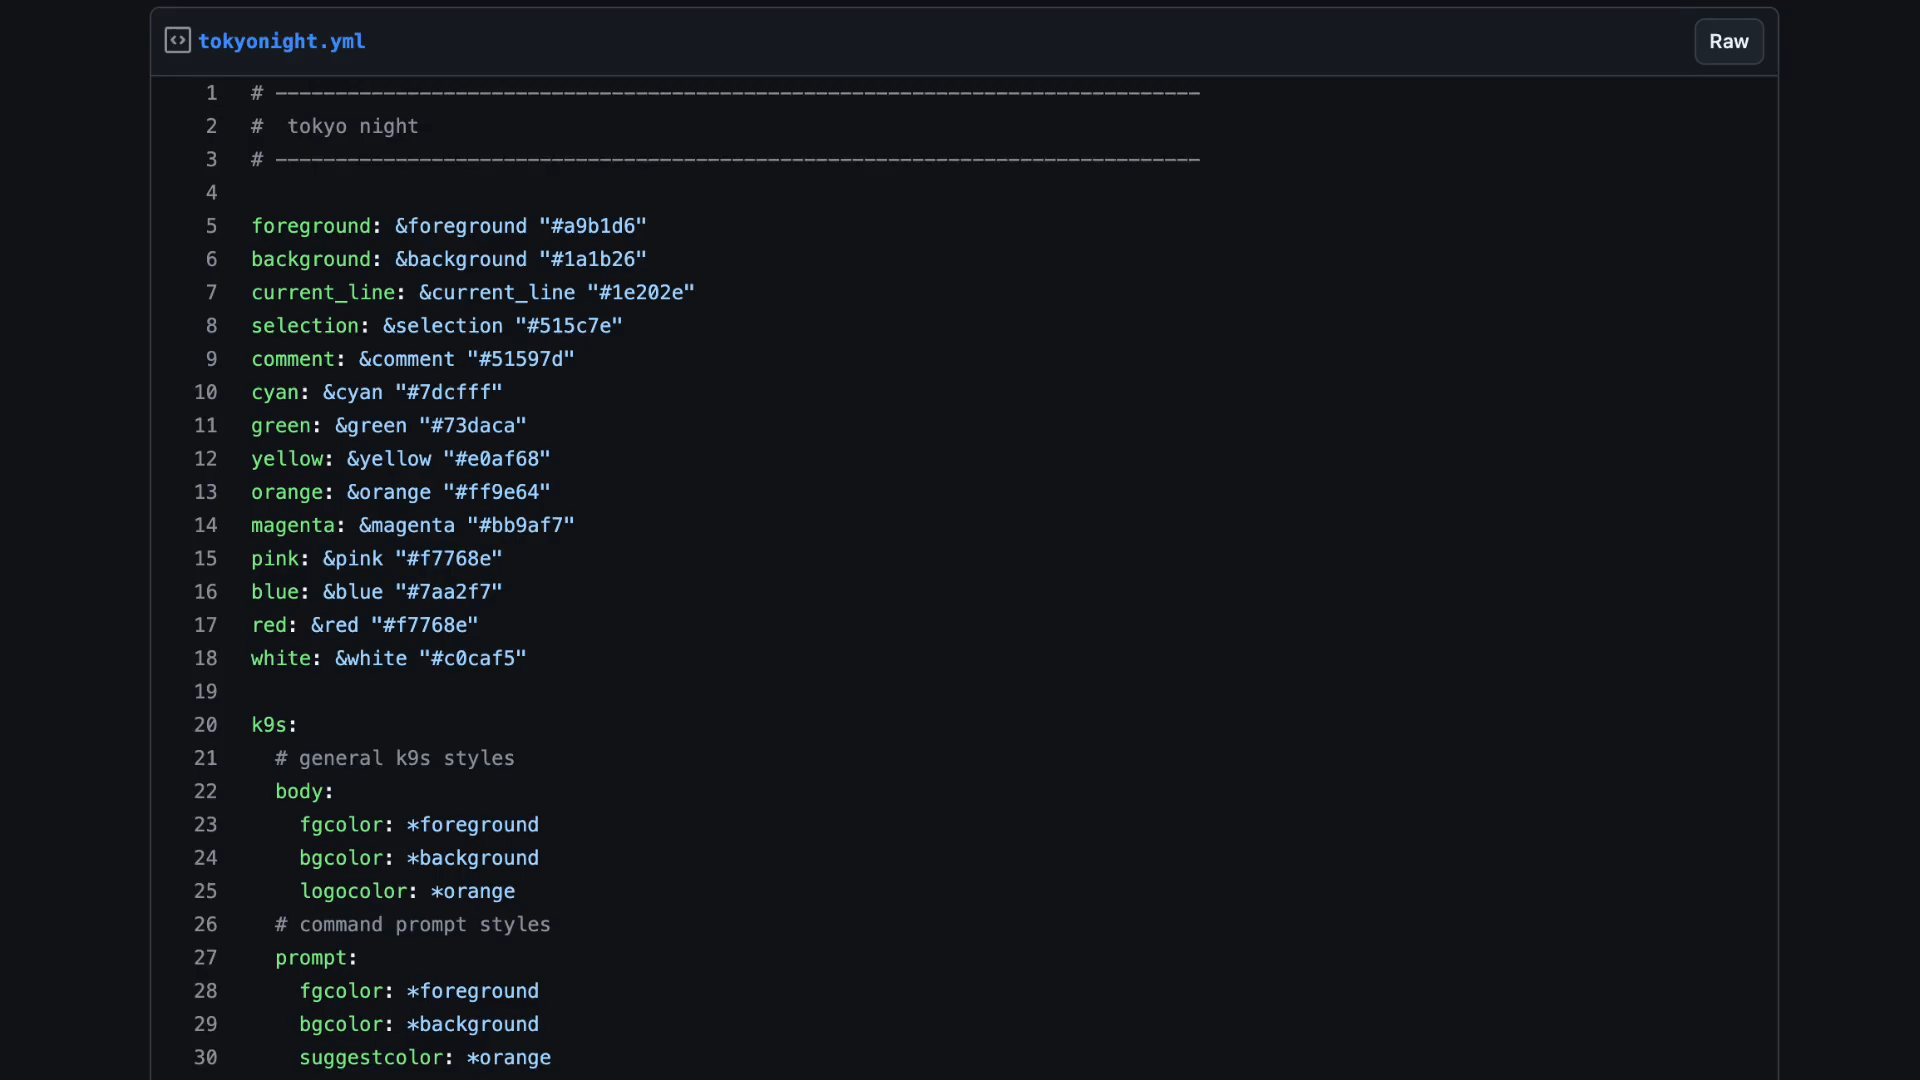 tokyonight.yml
Raw
1 # -----------------------------------------------------------------------------
2 #  tokyo night
3 # -----------------------------------------------------------------------------
4
5 foreground: &foreground "#a9b1d6"
6 background: &background "#1a1b26"
7 current_line: &current_line "#1e202e"
8 selection: &selection "#515c7e"
9 comment: &comment "#51597d"
10 cyan: &cyan "#7dcfff"
11 green: &green "#73daca"
12 yellow: &yellow "#e0af68"
13 orange: &orange "#ff9e64"
14 magenta: &magenta "#bb9af7"
15 pink: &pink "#f7768e"
16 blue: &blue "#7aa2f7"
17 red: &red "#f7768e"
18 white: &white "#c0caf5"
19
20 k9s:
21   # general k9s styles
22   body:
23     fgcolor: *foreground
24     bgcolor: *background
25     logocolor: *orange
26   # command prompt styles
27   prompt:
28     fgcolor: *foreground
29     bgcolor: *background
30     suggestcolor: *orange